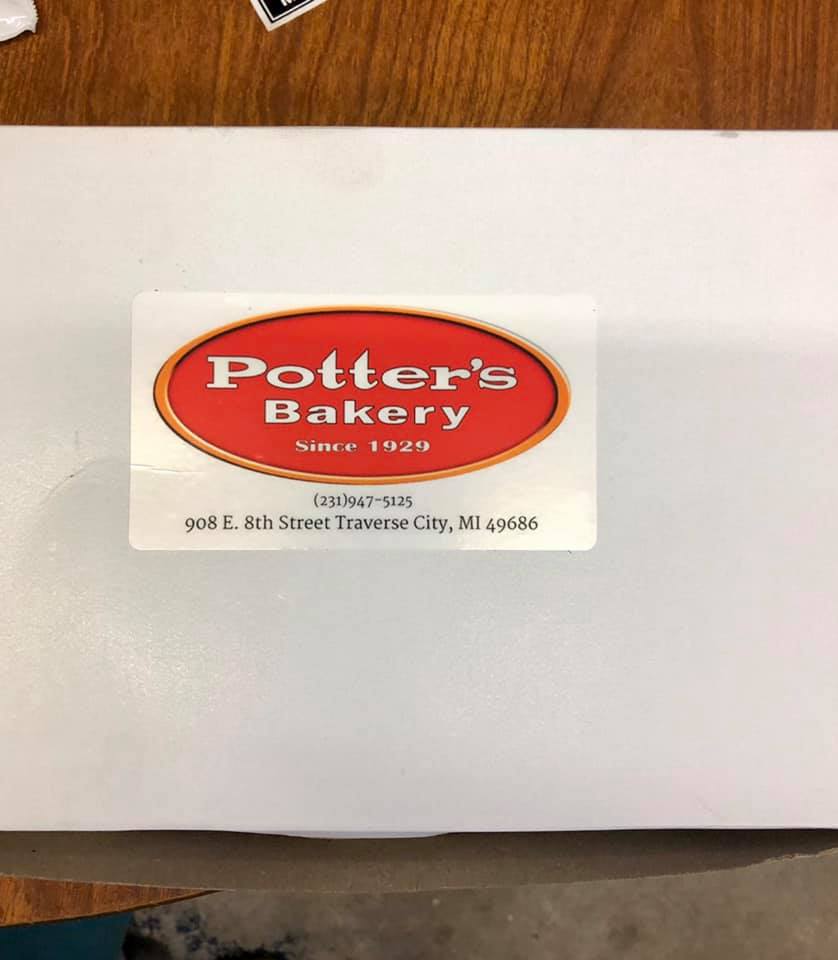 Potter's
Bakery
Since 1929
(231)947-5125
908 E. 8th Street Traverse City, MI 49686